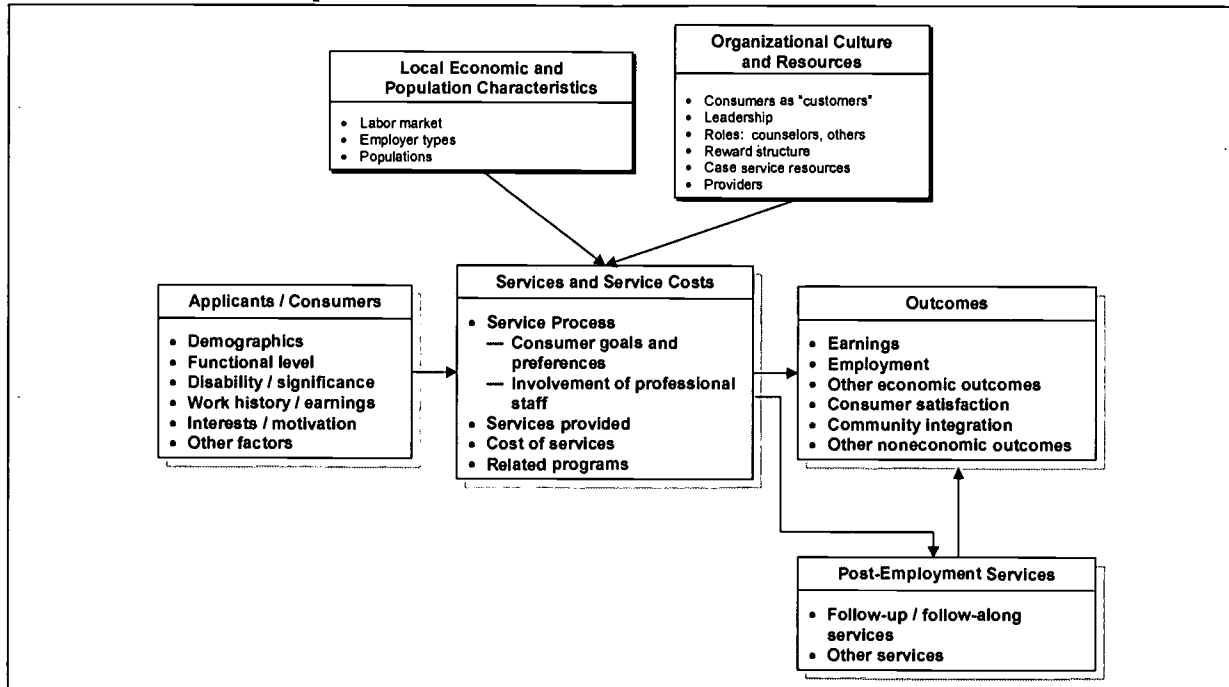 Local Economic and
Population Characteristics
• Labor market
• Employer types
• Populations
Organizational Culture
and Resources
• Consumers as "customers"
• Leadership
• Roles: counselors, others
• Reward structure
• Case service resources
• Providers
Applicants / Consumers
• Demographics
• Functional level
• Disability / significance
• Work history / earnings
• Interests / motivation
• Other factors
Services and Service Costs
• Service Process
— Consumer goals and
preferences
— Involvement of professional
staff
• Services provided
• Cost of services
• Related programs
Outcomes
• Earnings
• Employment
• Other economic outcomes
• Consumer satisfaction
• Community integration
• Other noneconomic outcomes
Post-Employment Services
• Follow-up / follow-along
services
• Other services